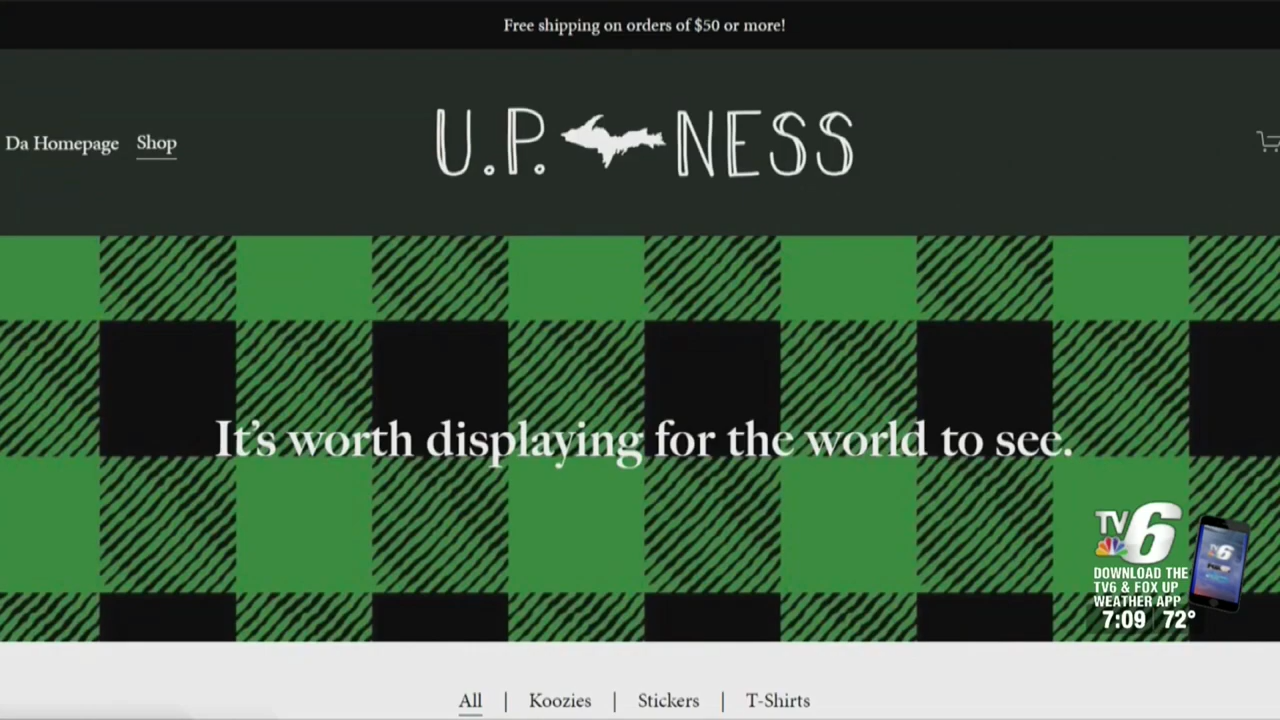 Free shipping on orders of $50 or more!
Da Homepage Shop
U.P. NESS
It's worth displaying for the world to see.
TV6
DOWNLOAD THE
TV6 & FOX UP
WEATHER APP
7:09 72°
All | Koozies | Stickers | T-Shirts